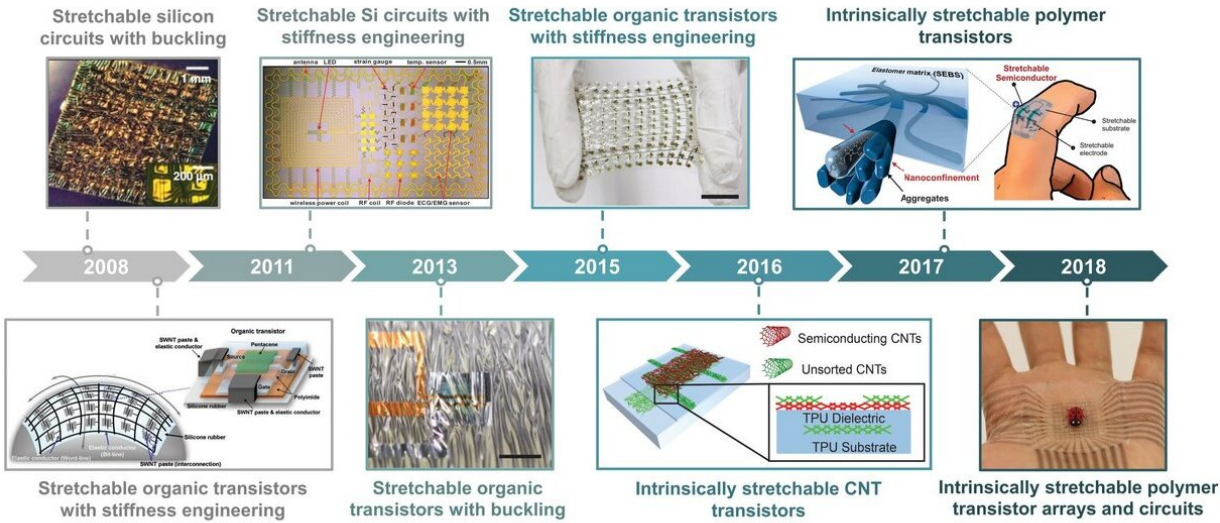 Stretchable silicon
circuits with buckling
1 mm
200 μm
Stretchable Si circuits with
stiffness engineering
antenna LED strain gauge temp. sensor 0.5mm
wireless power coil RF coil RF diode ECG/EMG sensor
Stretchable organic transistors
with stiffness engineering
Intrinsically stretchable polymer
transistors
Elastomer matrix (SEBS)
Stretchable
Semiconductor
Stretchable
substrate
Stretchable
electrode
Nanoconfinement
Aggregates
2008
2011
2013
2015
2016
2017
2018
SWNT paste &
elastic conductor
Organic transistor
Pentacene
Source
Drain
SWNT
paste
Gate
Polyimide
Silicone rubber
SWNT paste & elastic conductor
Silicone rubber
Elastic conductor
(Bit-line)
Elastic conductor (Word-line)
SWNT paste (interconnection)
Stretchable organic transistors
with stiffness engineering
Stretchable organic
transistors with buckling
Semiconducting CNTs
Unsorted CNTs
TPU Dielectric
TPU Substrate
Intrinsically stretchable CNT
transistors
Intrinsically stretchable polymer
transistor arrays and circuits